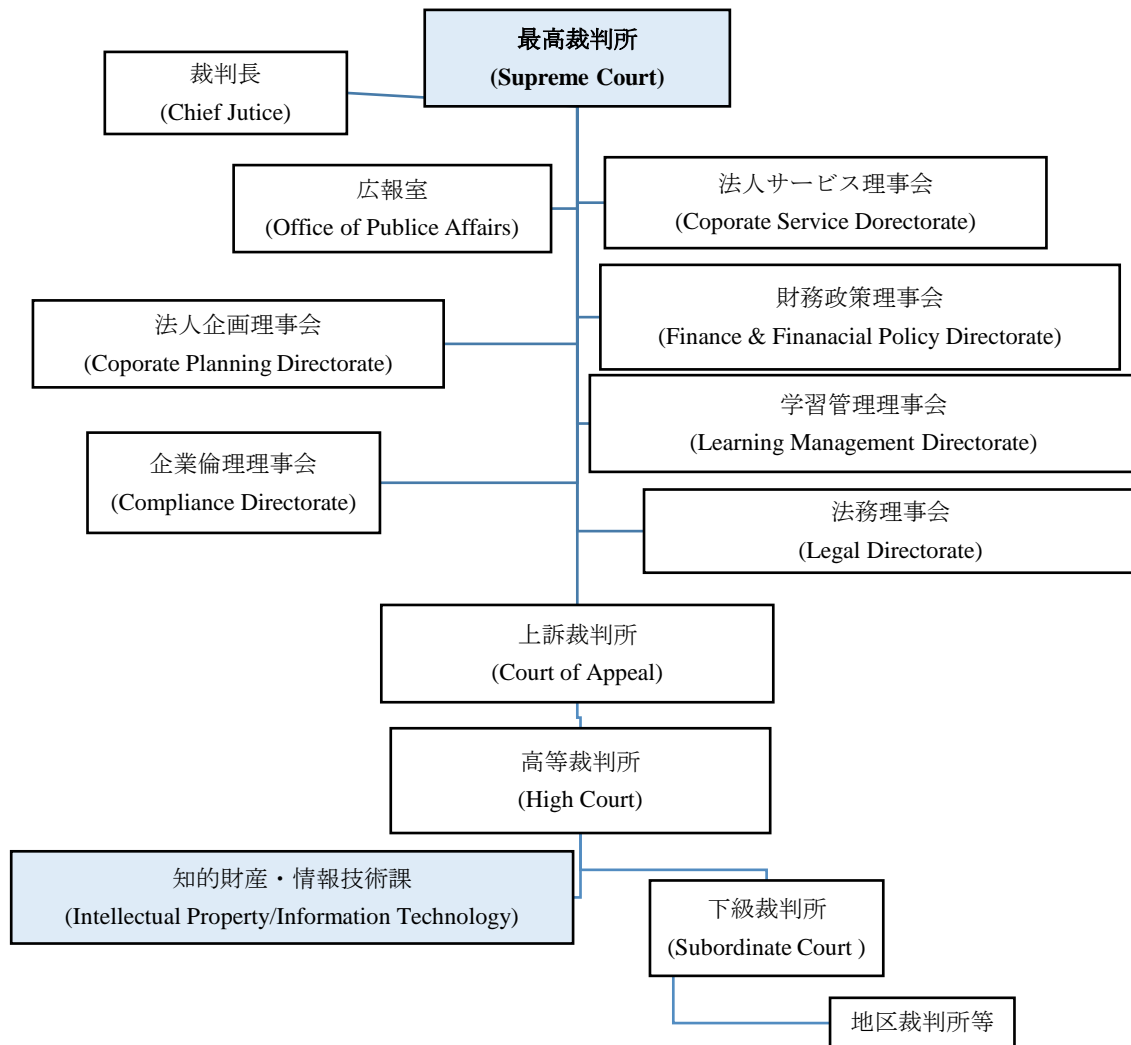 最高裁判所
(Supreme Court)
裁判長
(Chief Jutice)
広報室
(Office of Publice Affairs)
法人サービス理事会
(Coporate Service Dorectorate)
法人企画理事会
(Coporate Planning Directorate)
財務政策理事会
(Finance & Finanacial Policy Directorate)
学習管理理事会
(Learning Management Directorate)
企業倫理理事会
(Compliance Directorate)
法務理事会
(Legal Directorate)
上訴裁判所
(Court of Appeal)
高等裁判所
(High Court)
知的財産・情報技術課
(Intellectual Property/Information Technology)
下級裁判所
(Subordinate Court )
地区裁判所等